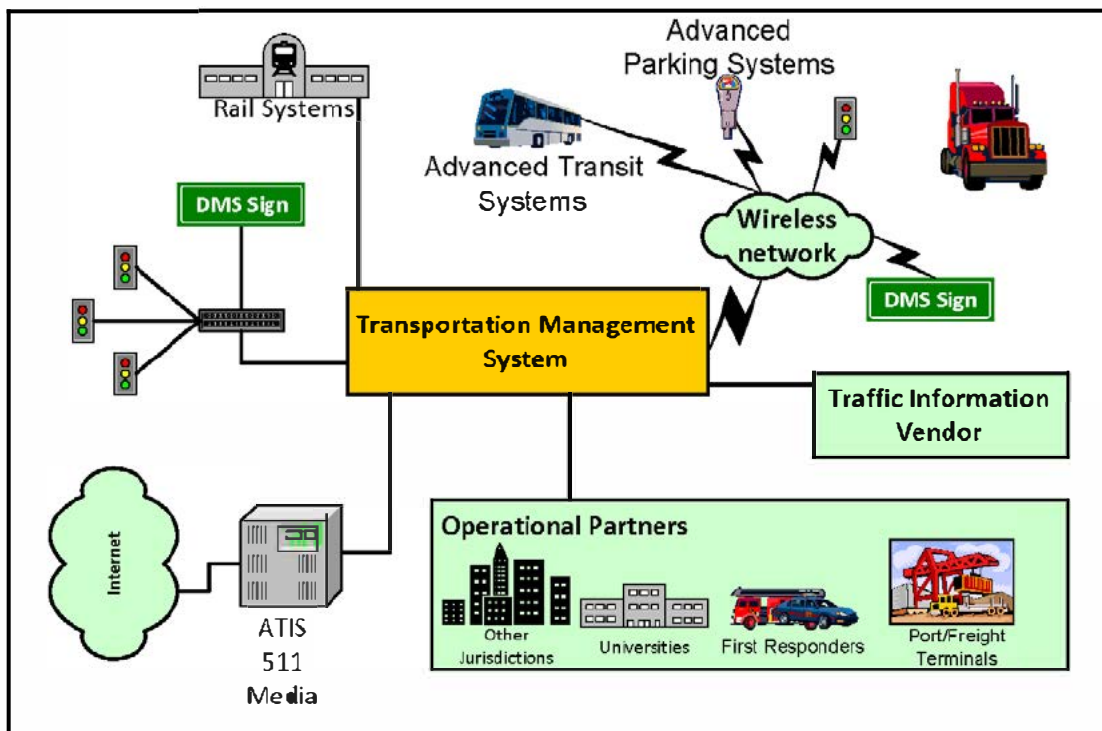 Advanced
Parking Systems
Rail Systems
Advanced Transit
Systems
DMS Sign
Wireless
network
DMS Sign
Transportation Management
System
Traffic Information
Vendor
Internet
ATIS
511
Media
Operational Partners
Other
Jurisdictions
Universities
First Responders
Port/Freight
Terminals